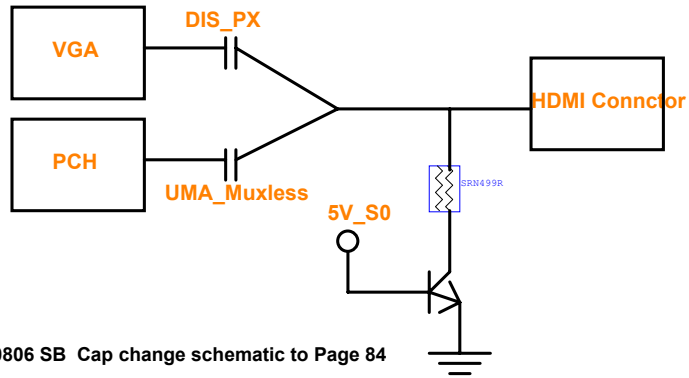 DIS_PX
VGA
HDMI Connctor
PCH
UMA_Muxless
SRN499R
5V_S0
0806 SB Cap change schematic to Page 84